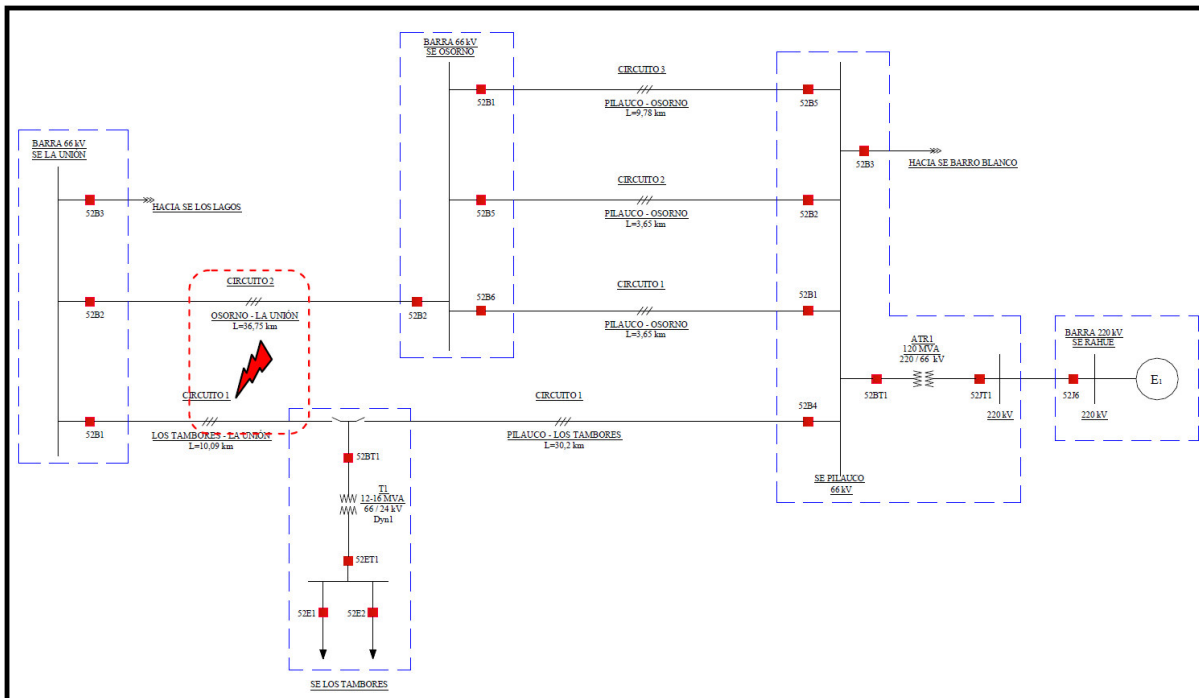 BARRA 66 kV
SE LA UNIÓN
52B3
HACIA SE LOS LAGOS
52B2
CIRCUITO 2
OSORNO - LA UNIÓN
L=36,75 km
52B1
CIRCUITO 1
LOS TAMBORES - LA UNIÓN
L=10,09 km
BARRA 66 kV
SE OSORNO
52B1
52B5
52B6
52B2
CIRCUITO 3
PILAUCO - OSORNO
L=9,78 km
CIRCUITO 2
PILAUCO - OSORNO
L=3,65 km
CIRCUITO 1
PILAUCO - OSORNO
L=3,65 km
CIRCUITO 1
PILAUCO - LOS TAMBORES
L=30,2 km
52B5
52B3
HACIA SE BARRO BLANCO
52B2
52B1
52B4
ATR1
120 MVA
220 / 66 kV
52BT1
52JT1
220 kV
SE PILAUCO
66 kV
BARRA 220 kV
SE RAHUE
52J6
220 kV
E1
52BT1
T1
12-16 MVA
66 / 24 kV
Dyn1
52ET1
52E1
52E2
SE LOS TAMBORES